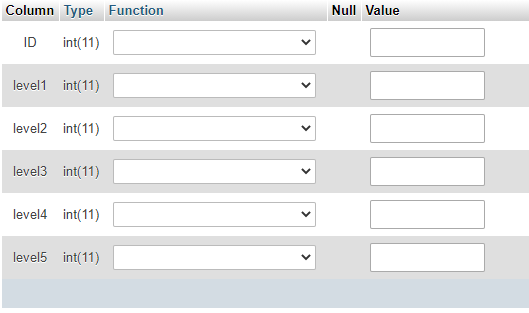 Column Type Function Null Value
ID int(11)
level1 int(11)
level2 int(11)
level3 int(11)
level4 int(11)
level5 int(11)